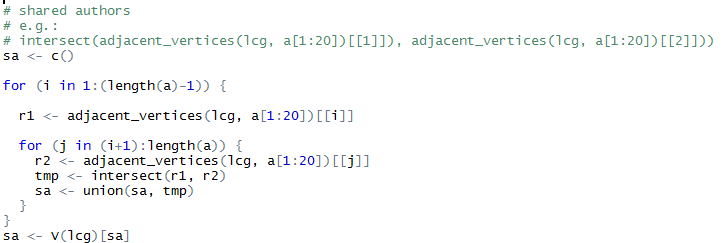 # shared authors
# e.g.:
# intersect(adjacent_vertices(lcg, a[1:20])[[1]]), adjacent_vertices(lcg, a[1:20])[[2]]))
sa <- c()
for (i in 1:(length(a)-1)) {
r1 <- adjacent_vertices(lcg, a[1:20])[[i]]
for (j in (i+1):length(a)) {
r2 <- adjacent_vertices(lcg, a[1:20])[[j]]
tmp <- intersect(r1, r2)
sa <- union(sa, tmp)
}
}
sa <- V(lcg)[sa]